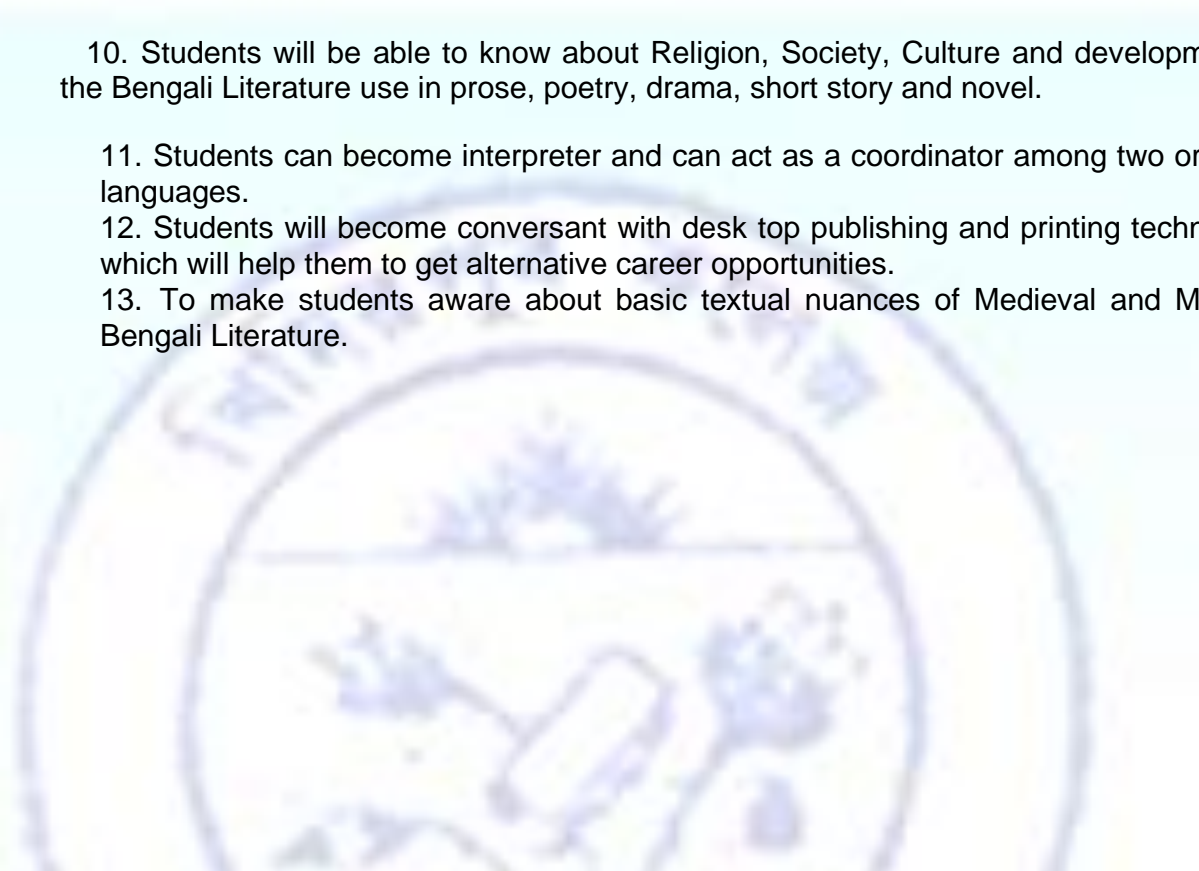 10. Students will be able to know about Religion, Society, Culture and developm
the Bengali Literature use in prose, poetry, drama, short story and novel.
11. Students can become interpreter and can act as a coordinator among two or
languages.
12. Students will become conversant with desk top publishing and printing techn
which will help them to get alternative career opportunities.
13. To make students aware about basic textual nuances of Medieval and M
Bengali Literature.